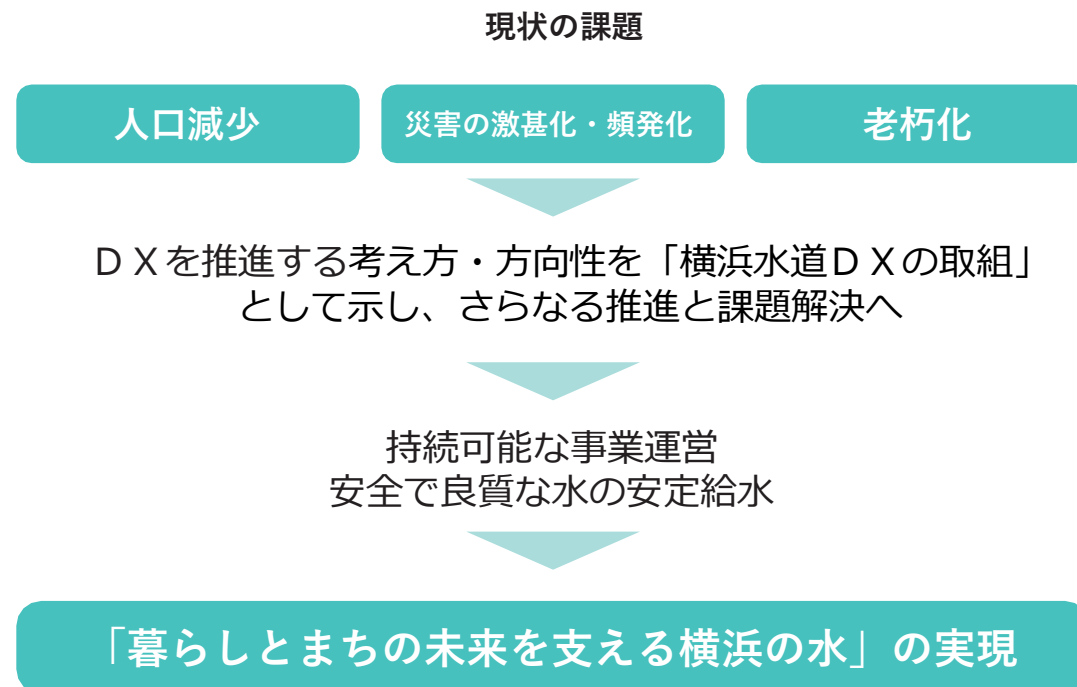 現状の課題
人口減少
災害の激甚化・頻発化
老朽化
ＤＸを推進する考え方・方向性を「横浜水道ＤＸの取組」
として示し、さらなる推進と課題解決へ
持続可能な事業運営
安全で良質な水の安定給水
「暮らしとまちの未来を支える横浜の水」の実現